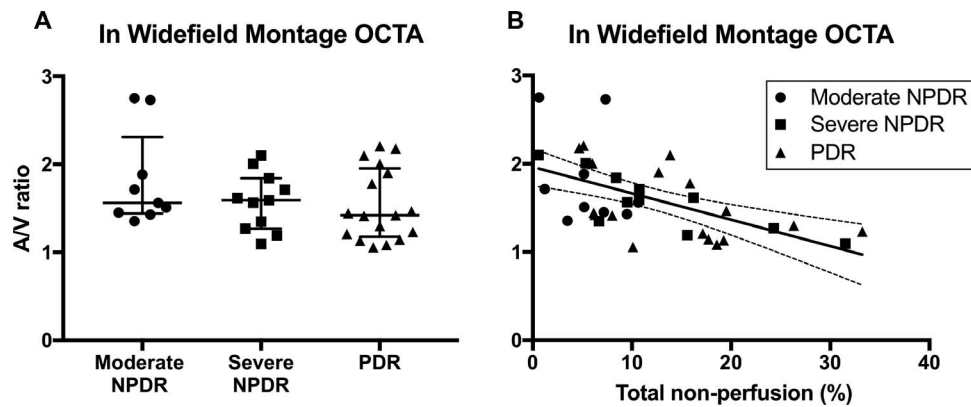 A
In Widefield Montage OCTA
A/V ratio
3
2
1
0
Moderate
NPDR
Severe
NPDR
PDR
B
In Widefield Montage OCTA
Moderate NPDR
Severe NPDR
PDR
3
2
1
0
0
10
20
30
40
Total non-perfusion (%)